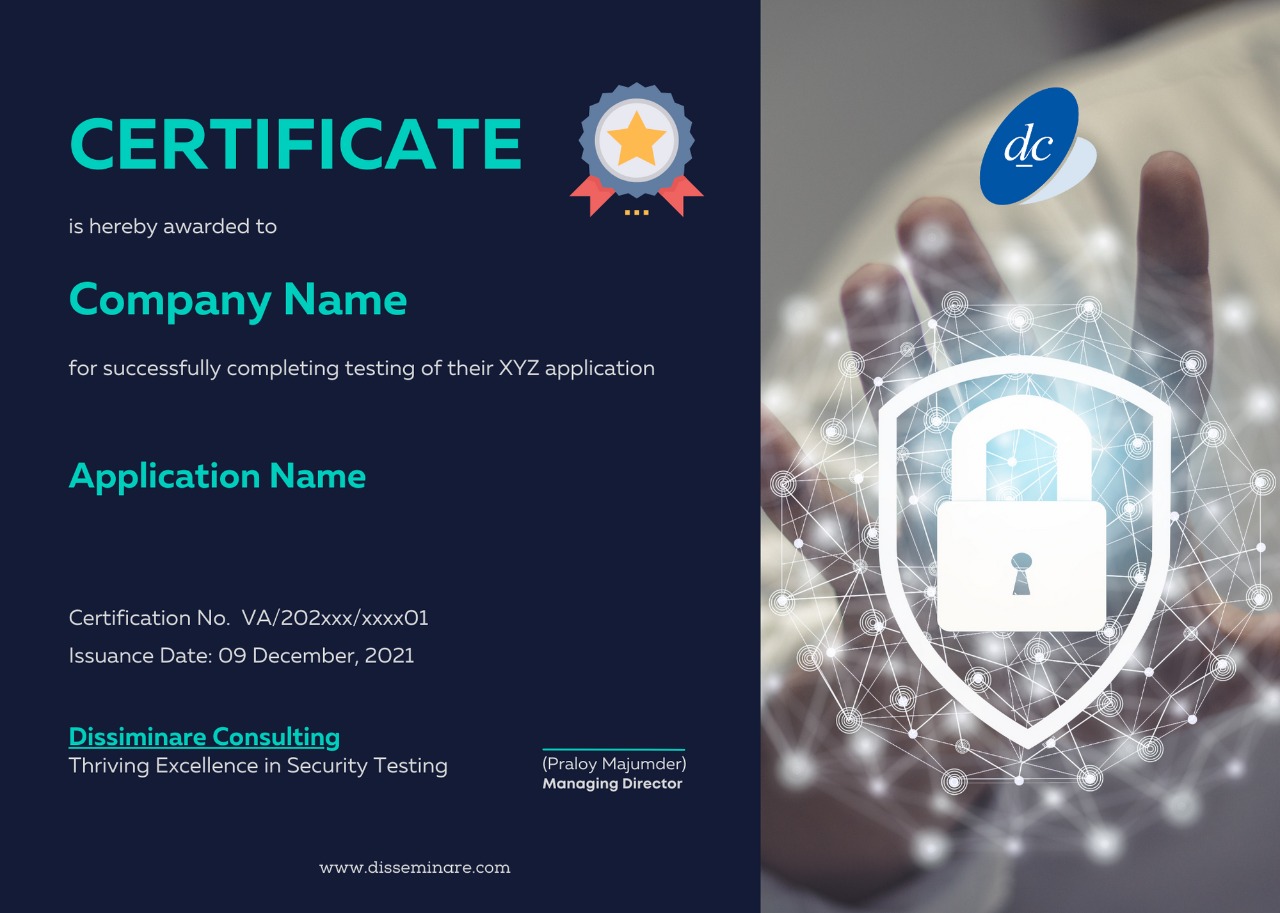 CERTIFICATE
is hereby awarded to
Company Name
for successfully completing testing of their XYZ application
Application Name
Certification No.  VA/202xxx/xxxx01
Issuance Date: 09 December, 2021
Dissiminare Consulting
Thriving Excellence in Security Testing
(Praloy Majumder)
Managing Director
www.disseminare.com
dc